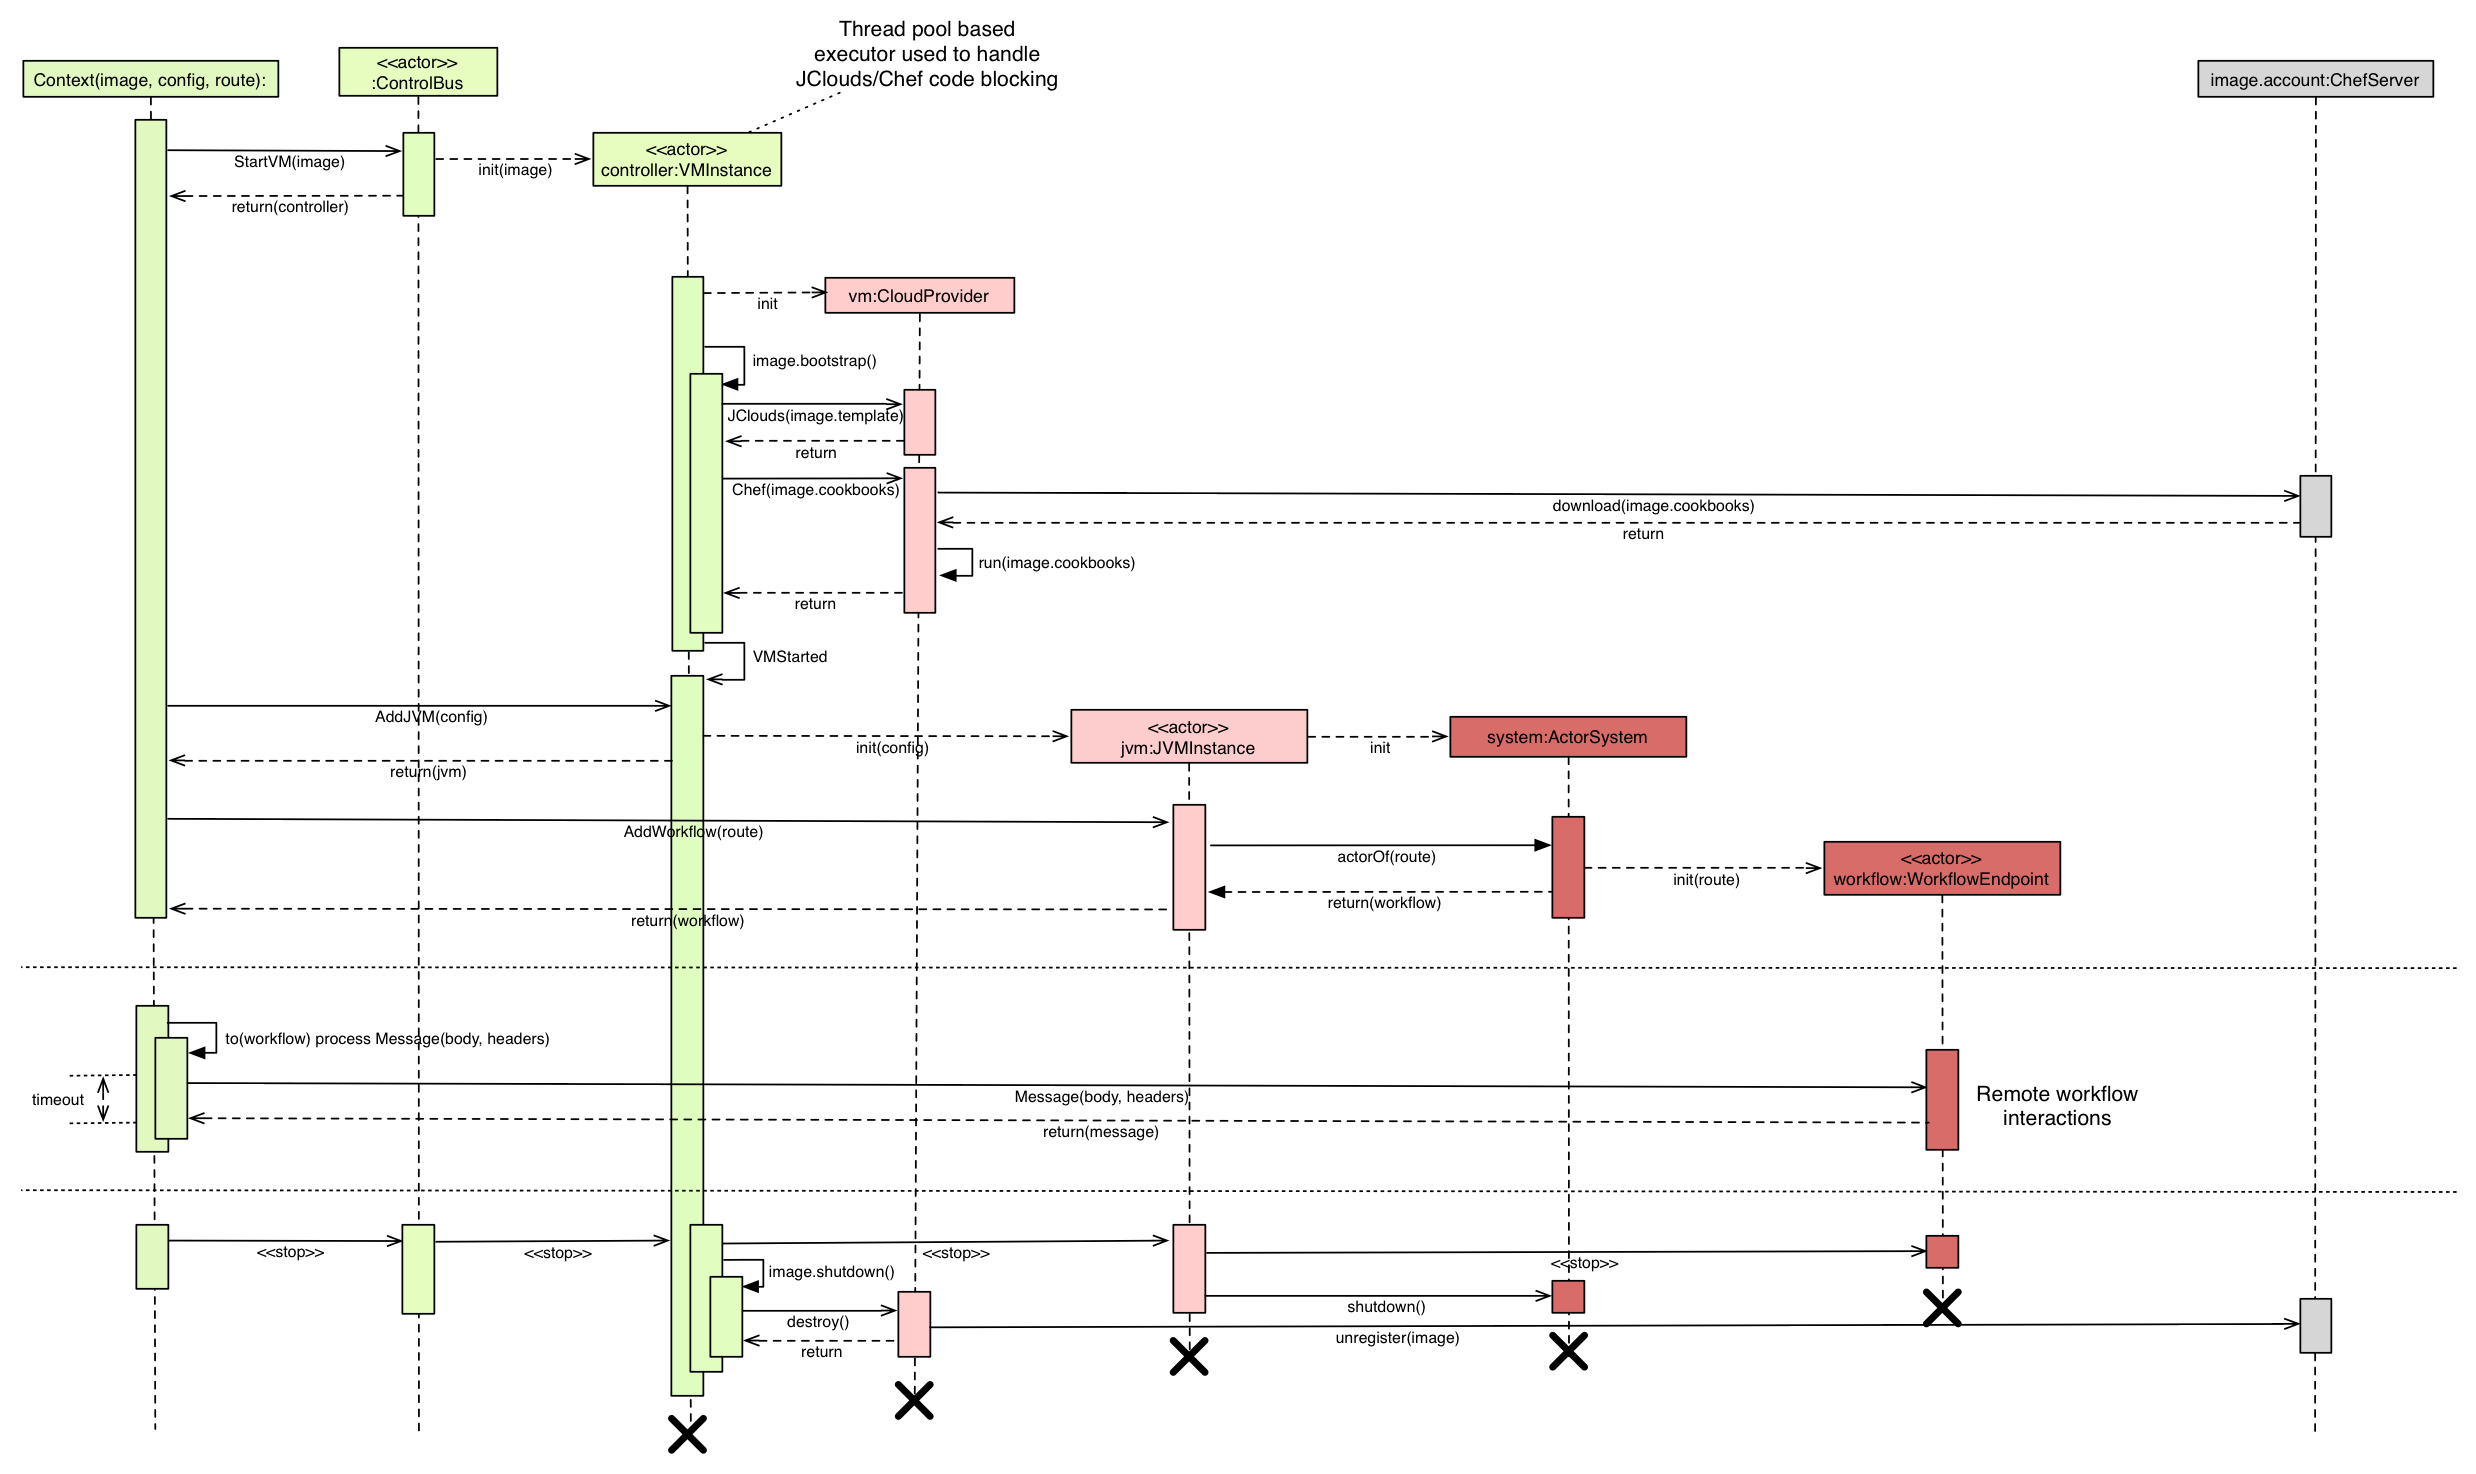 Thread pool based
executor used to handle
JClouds/Chef code blocking
Context(image, config, route):
<<actor>>
:ControlBus
image.account:ChefServer
<<actor>>
controller:VMInstance
StartVM(image)
init(image)
return(controller)
vm:CloudProvider
init
image.bootstrap()
JClouds(image.template)
return
Chef(image.cookbooks)
download(image.cookbooks)
return
run(image.cookbooks)
return
VMStarted
AddJVM(config)
<<actor>>
jvm:JVMInstance
system:ActorSystem
init(config)
init
return(jvm)
AddWorkflow(route)
actorOf(route)
<<actor>>
workflow:WorkflowEndpoint
init(route)
return(workflow)
return(workflow)
to(workflow) process Message(body, headers)
timeout
Message(body, headers)
Remote workflow
interactions
return(message)
<<stop>>
<<stop>>
<<stop>>
<<stop>>
image.shutdown()
shutdown()
destroy()
unregister(image)
return